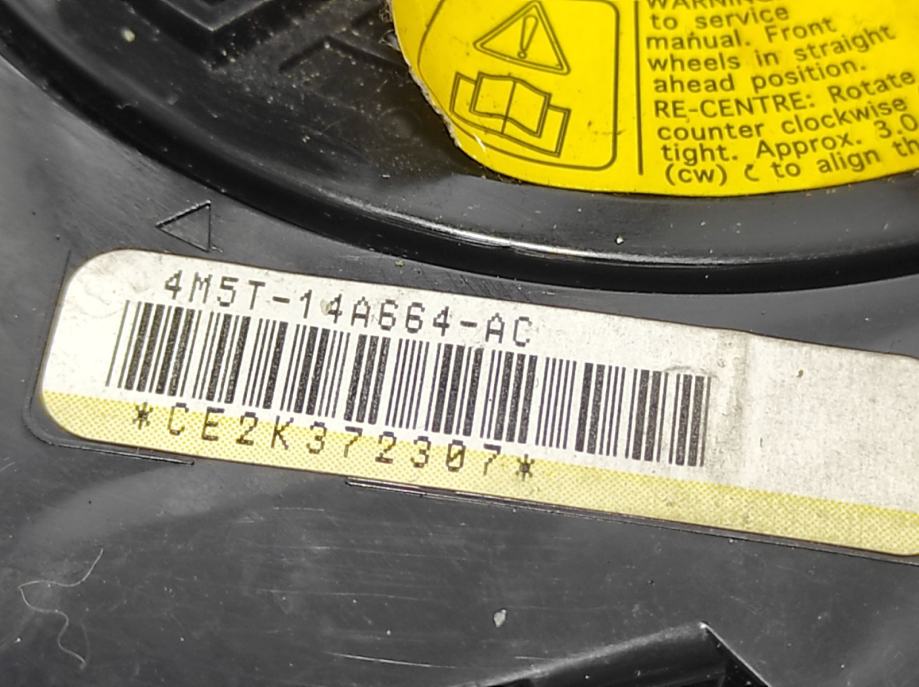 WARNING
to service
manual. Front
wheels in straight
ahead position.
RE-CENTRE: Rotate
counter clockwise
tight. Approx. 3.0
(cw) to align th
4M5T-14A664-AC
*CE2K372307*